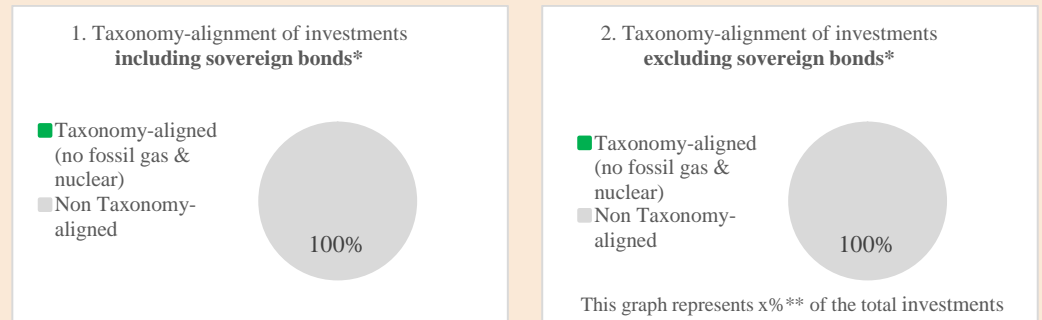 1. Taxonomy-alignment of investments
including sovereign bonds*
Taxonomy-aligned
(no fossil gas &
nuclear)
Non Taxonomy-
aligned
100%
2. Taxonomy-alignment of investments
excluding sovereign bonds*
Taxonomy-aligned
(no fossil gas &
nuclear)
Non Taxonomy-
aligned
100%
This graph represents x%** of the total investments